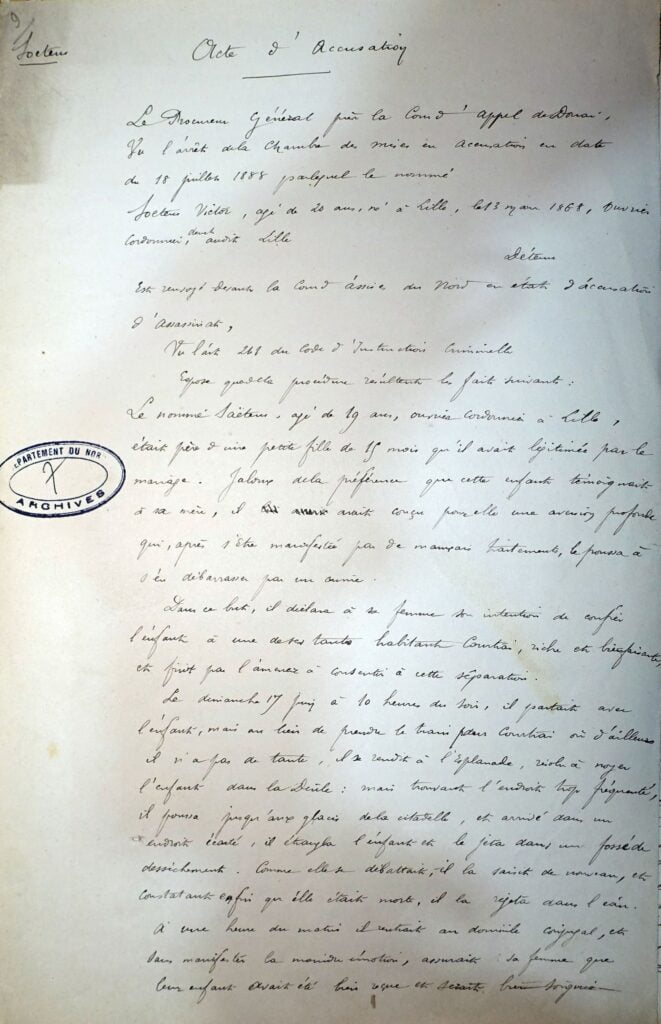 Soetens
Acte d'Accusation
Le Procureur Général près la Cour d'Appel de Douai,
Vu l'arrêt de la Chambre des mises en accusation en date
du 18 juillet 1888 par lequel le nommé
Soetens Victor, agé de 20 ans, né à Lille, le 13 mars 1868, ouvrier
cordonnier, demt audit Lille
Détenu
Est renvoyé devant la Cour d'assises du Nord en état d'accusation
d'assassinat,
Vu l'art 241 du Code d'Instruction Criminelle
Expose que de la procédure résultent les faits suivants :
Le nommé Soetens, agé de 19 ans, ouvrier cordonnier à Lille,
était père d'une petite fille de 15 mois qu'il avait légitimée par le
mariage. Jaloux de la préférence que cette enfant témoignait
à sa mère, il avait conçu pour elle une aversion profonde
qui, après s'être manifestée par de mauvais traitements, le poussa à
s'en débarrasser par un crime.
Dans ce but, il déclara à sa femme son intention de confier
l'enfant à une de ses tantes habitant Courtrai, riche et bienfaisante,
et finit par l'amener à consentir à cette séparation.
Le dimanche 17 juin à 10 heures du soir, il partait avec
l'enfant, mais au lieu de prendre le train pour Courtrai où d'ailleurs
il n'a pas de tante, il se rendit à l'Esplanade, résolu à noyer
l'enfant dans la Deûle : mais trouvant l'endroit trop fréquenté,
il poussa jusqu'aux glacis de la citadelle, et arrivé dans un
endroit écarté, il étrangla l'enfant et le jeta dans un fossé de
dessèchement. Comme elle se débattait, il la saisit de nouveau, et
constatant enfin qu'elle était morte, il la rejeta dans l'eau.
A une heure du matin il rentrait au domicile conjugal, et
sans manifester la moindre émotion, assurait à sa femme que
leur enfant avait été bien reçue et serait bien soignée
PARTEMENT DU NOR
7
ARCHIVES